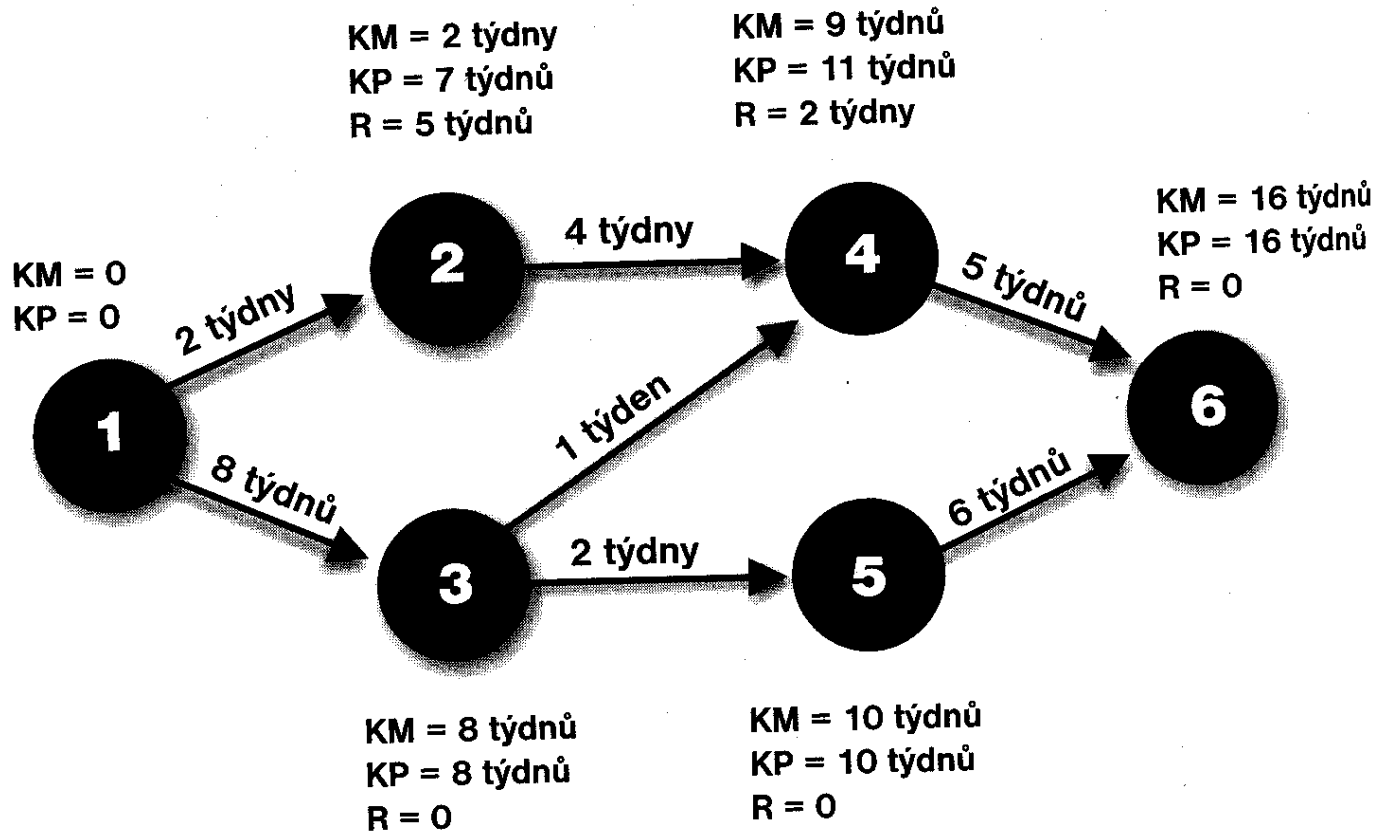 KM = 2 týdny
KP = 7 týdnů
R = 5 týdnů
KM = 9 týdnů
KP = 11 týdnů
R = 2 týdny
KM = 16 týdnů
KP = 16 týdnů
R = 0
KM = 0
KP = 0
2 týdny
2
4 týdny
4
5 týdnů
1
1 týden
6
8 týdnů
3
2 týdny
5
6 týdnů
KM = 8 týdnů
KP = 8 týdnů
R = 0
KM = 10 týdnů
KP = 10 týdnů
R = 0